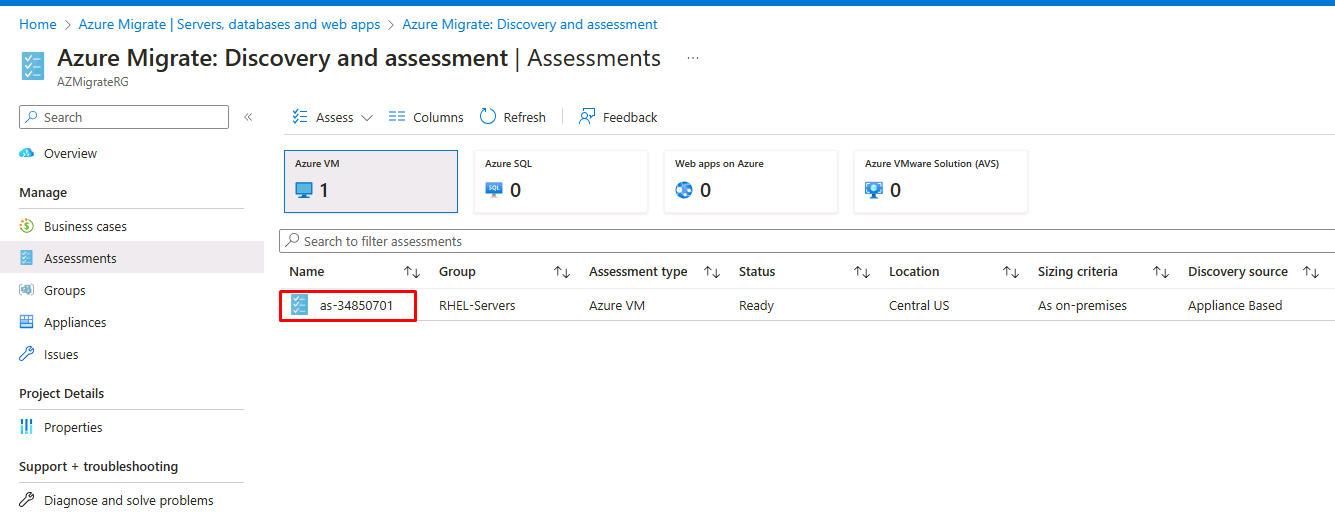 Home > Azure Migrate | Servers, databases and web apps > Azure Migrate: Discovery and assessment
Azure Migrate: Discovery and assessment | Assessments ...
AZMigrateRG
Search «
Overview
Manage
Business cases
Assessments
Groups
Appliances
Issues
Project Details
Properties
Support + troubleshooting
Diagnose and solve problems
Assess Columns Refresh Feedback
Azure VM
1
Azure SQL
SQL 0
Web apps on Azure
0
Azure VMware Solution (AVS)
0
Search to filter assessments
Name ↑↓ Group ↑↓ Assessment type ↑↓ Status ↑↓ Location ↑↓ Sizing criteria ↑↓ Discovery source ↑↓
as-34850701 RHEL-Servers Azure VM Ready Central US As on-premises Appliance Based